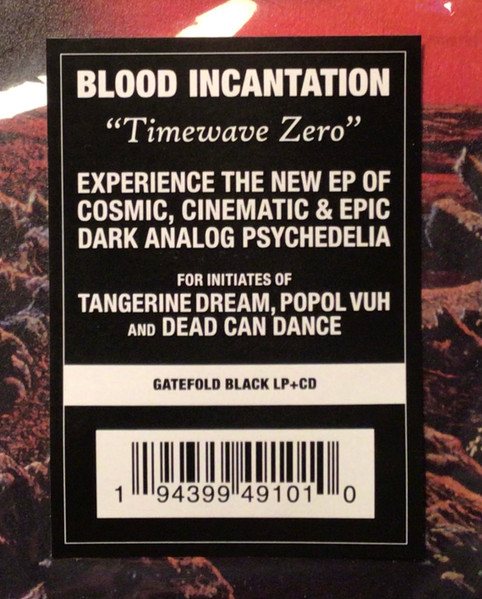 BLOOD INCANTATION
“Timewave Zero”
EXPERIENCE THE NEW EP OF
COSMIC, CINEMATIC & EPIC
DARK ANALOG PSYCHEDELIA
FOR INITIATES OF
TANGERINE DREAM, POPOL VUH
AND DEAD CAN DANCE
GATEFOLD BLACK LP+CD
1 94399 49101 0